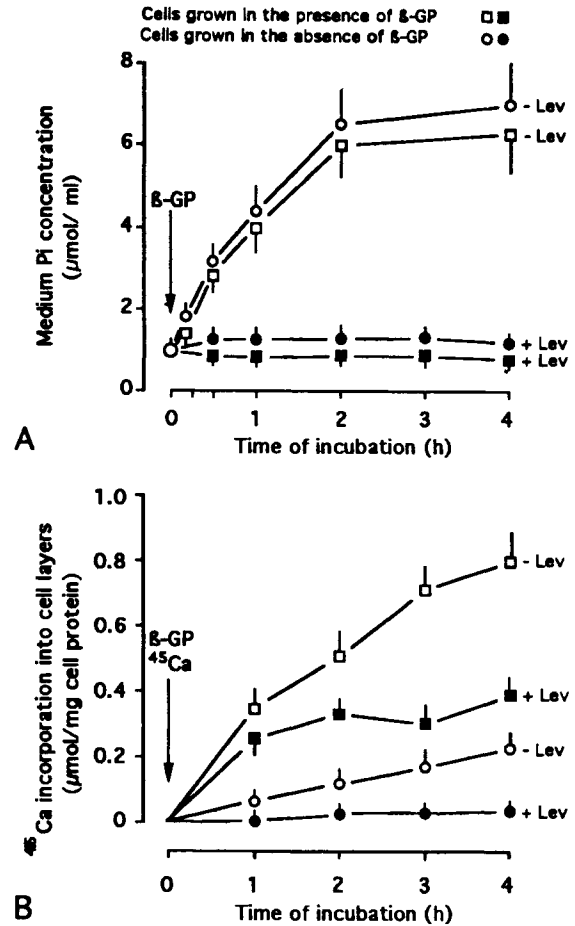 Cells grown in the presence of ß-GP
Cells grown in the absence of ß-GP
8
6
4
2
0
Medium Pi concentration
(µmol/ ml)
ß-GP
- Lev
- Lev
+ Lev
+ Lev
0
1
2
3
4
Time of incubation (h)
A
1.0
0.8
0.6
0.4
0.2
0
45Ca incorporation into cell layers
(µmol/mg cell protein)
ß-GP
45Ca
- Lev
+ Lev
- Lev
+ Lev
0
1
2
3
4
Time of incubation (h)
B